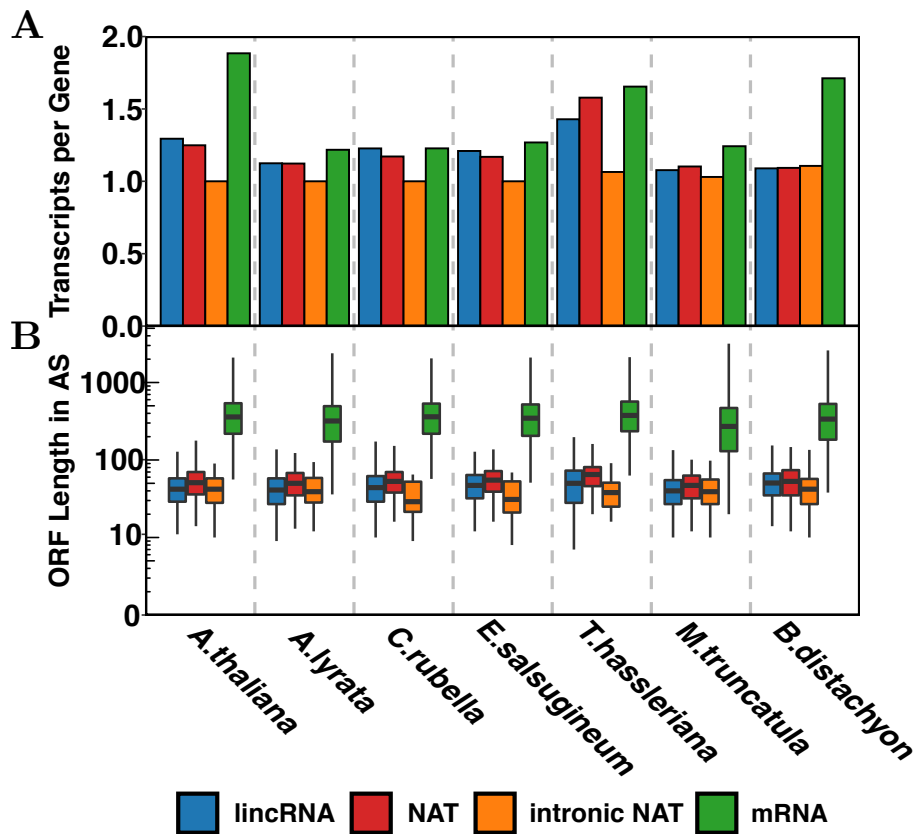 A
Transcripts per Gene
2.0
1.5
1.0
0.5
0.0
B
ORF Length in AS
1000
100
10
0
A.thaliana
A.lyrata
C.rubella
E.salsugineum
T.hassleriana
M.truncatula
B.distachyon
lincRNA NAT intronic NAT mRNA